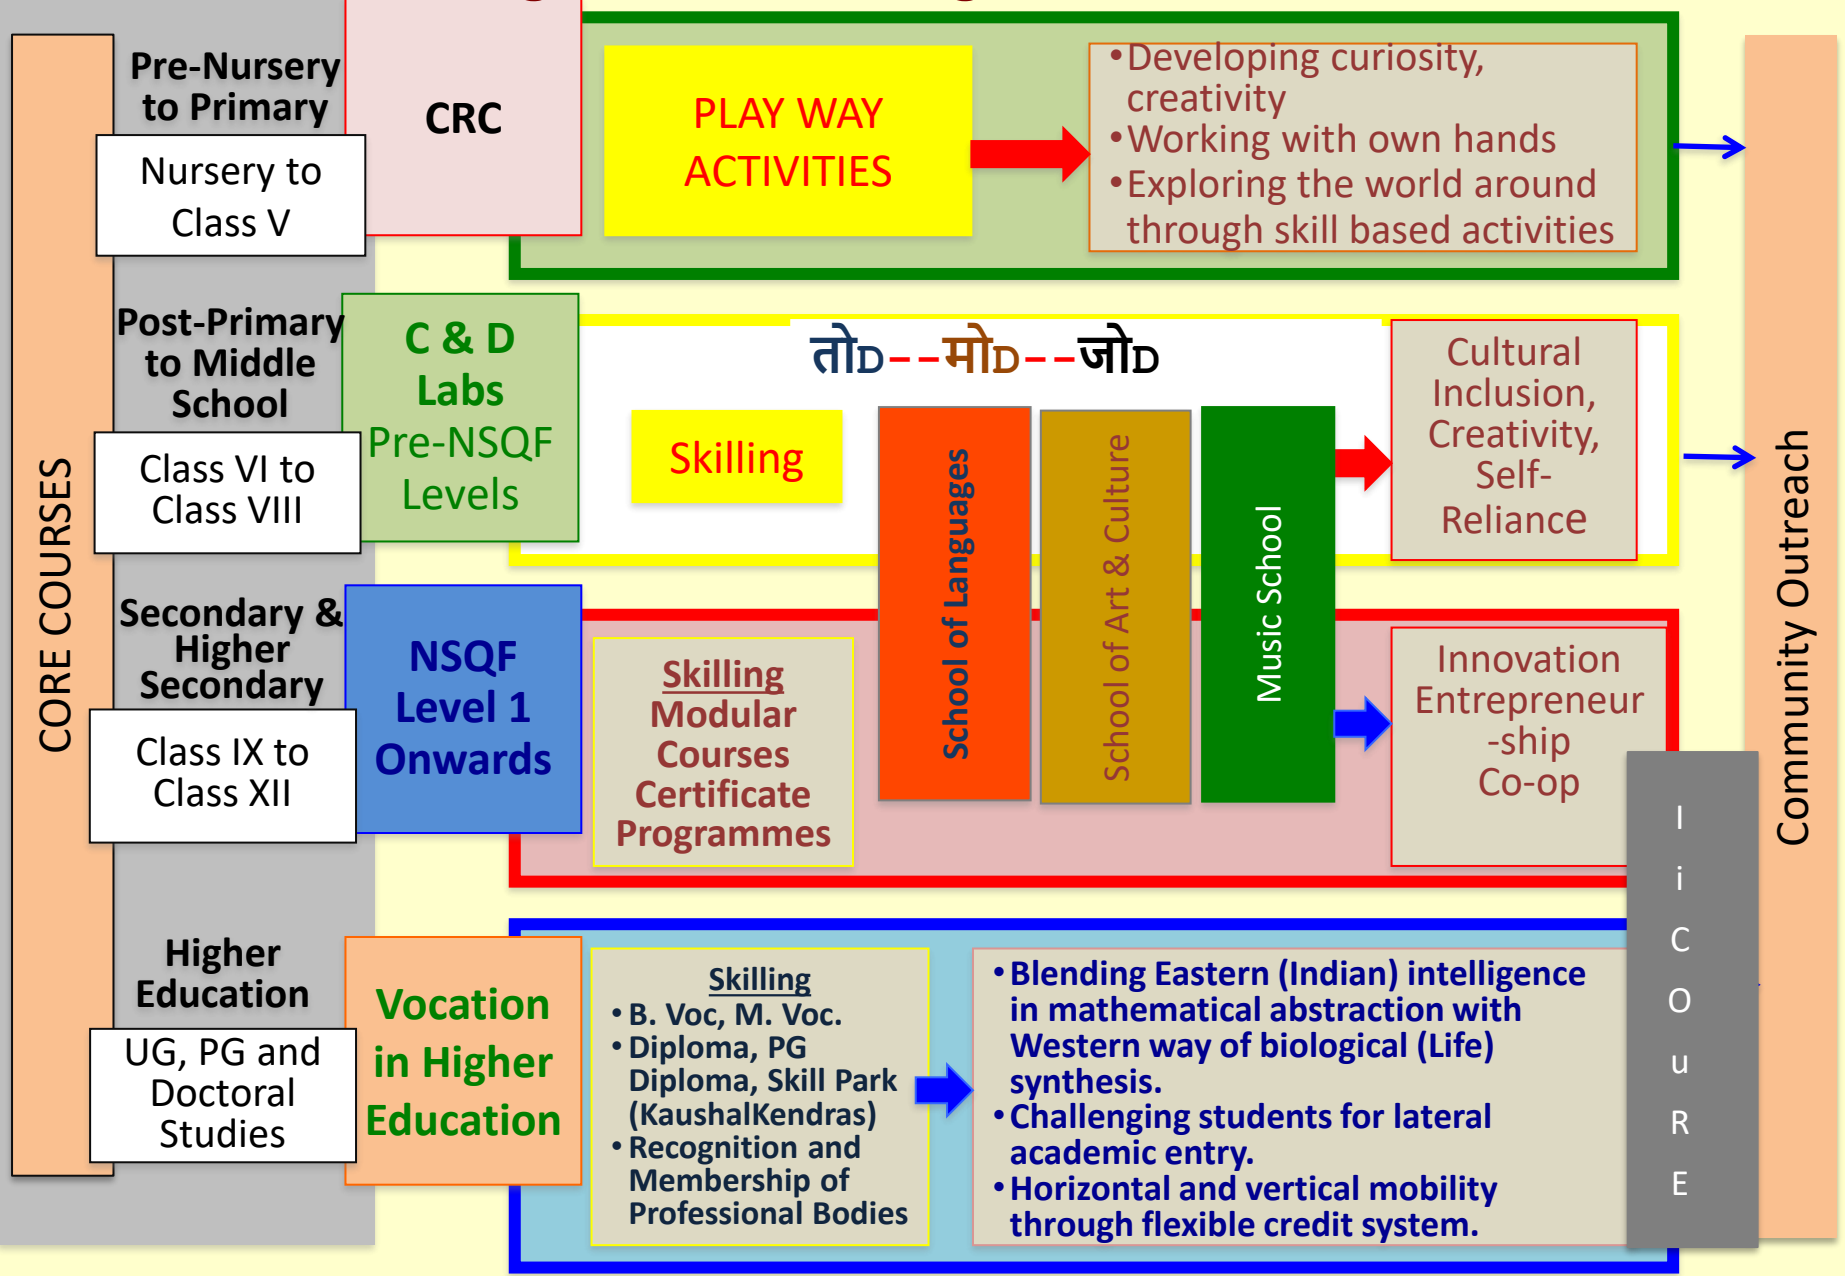 CORE COURSES
Pre-Nursery
to Primary
Nursery to
Class V
CRC
PLAY WAY
ACTIVITIES
•Developing curiosity,
creativity
•Working with own hands
•Exploring the world around
through skill based activities
Post-Primary
to Middle
School
Class VI to
Class VIII
C & D
Labs
Pre-NSQF
Levels
तोD--मोD--जोD
Skilling
School of Languages
School of Art & Culture
Music School
Cultural
Inclusion,
Creativity,
Self-
Reliance
Secondary &
Higher
Secondary
Class IX to
Class XII
NSQF
Level 1
Onwards
Skilling
Modular
Courses
Certificate
Programmes
Innovation
Entrepreneur
-ship
Co-op
Higher
Education
UG, PG and
Doctoral
Studies
Vocation
in Higher
Education
Skilling
• B. Voc, M. Voc.
• Diploma, PG
Diploma, Skill Park
(KaushalKendras)
• Recognition and
Membership of
Professional Bodies
• Blending Eastern (Indian) intelligence
in mathematical abstraction with
Western way of biological (Life)
synthesis.
• Challenging students for lateral
academic entry.
• Horizontal and vertical mobility
through flexible credit system.
I
i
C
O
u
R
E
Community Outreach